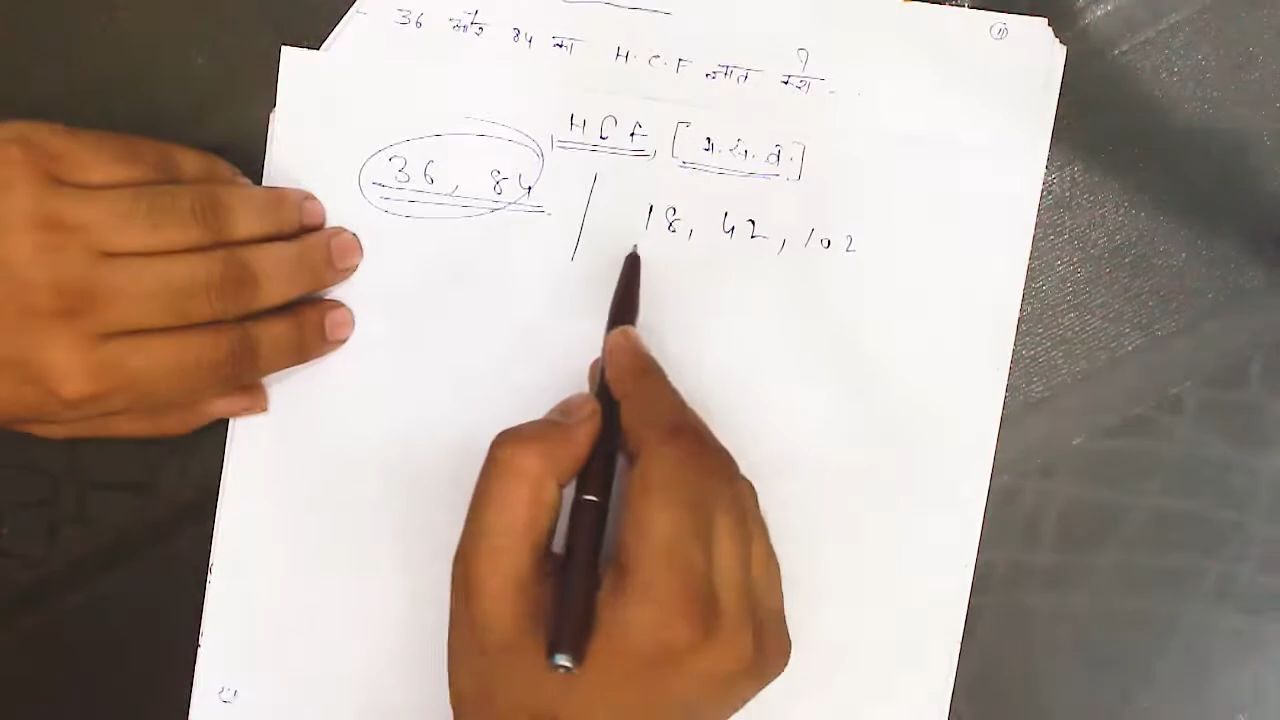 36 और 84 का H.C.F ज्ञात करो ?
HCF, [म.स.व.]
36, 84
18, 42, 102